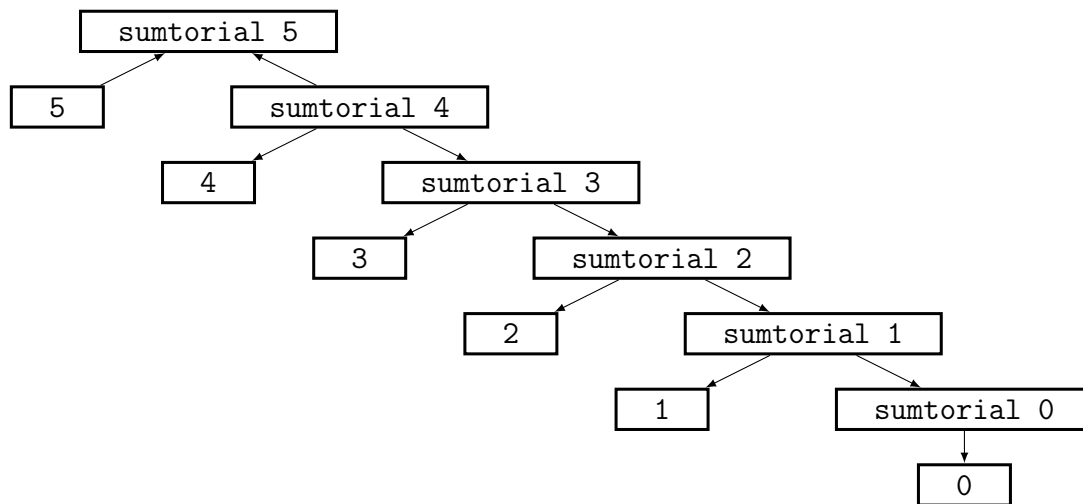 sumtorial 5
5
sumtorial 4
4
sumtorial 3
3
sumtorial 2
2
sumtorial 1
1
sumtorial 0
0